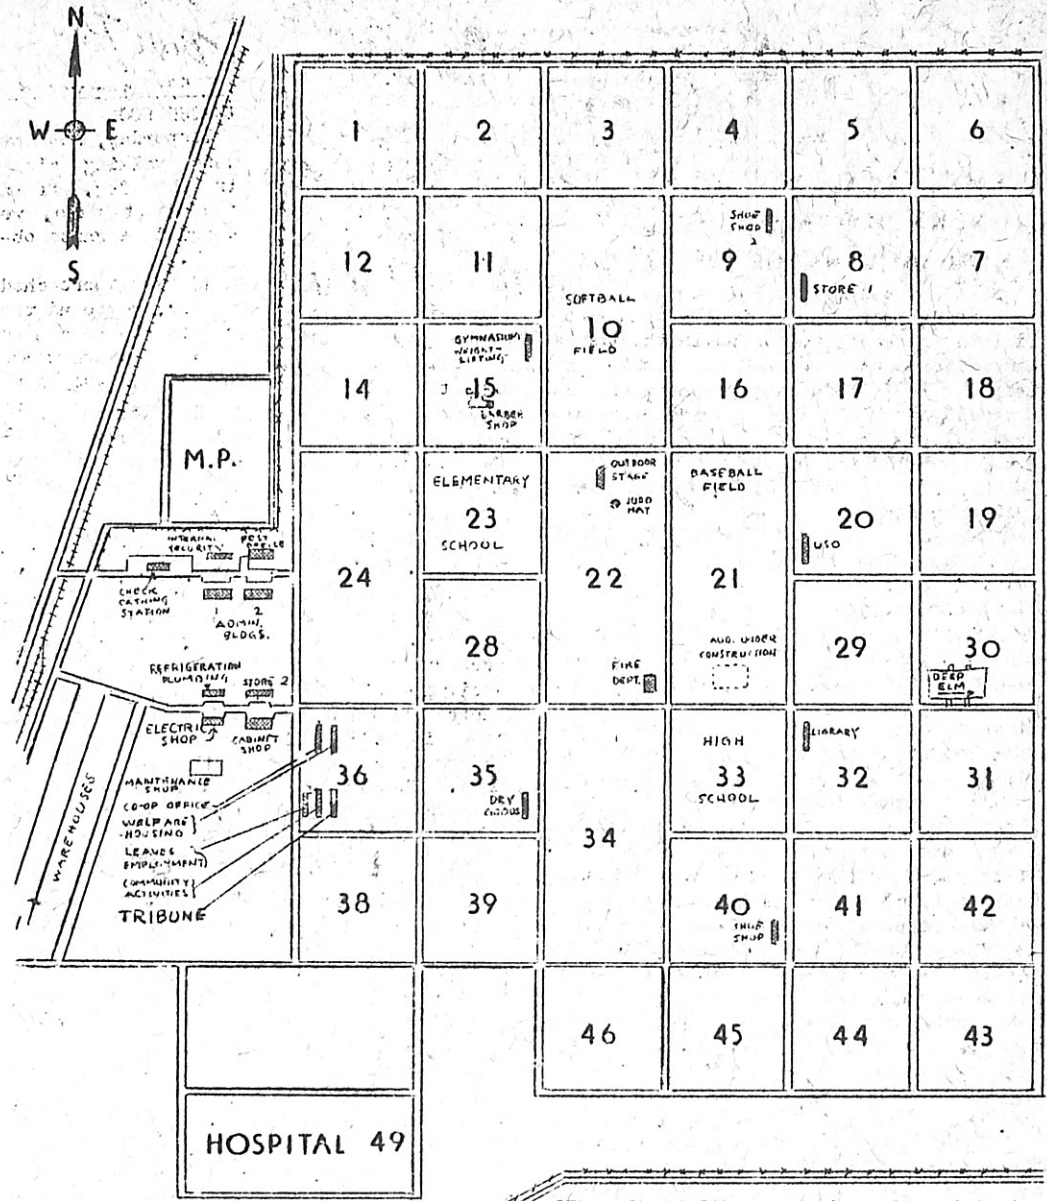 N
W E
S
1 2 3 4 5 6
SHOE
SHOP
2
12 11 9 8 7
STORE 1
SOFTBALL
10
FIELD
GYMNASIUM
WEIGHT-
LIFTING
14 15 16 17 18
BARBER
SHOP
M.P.
ELEMENTARY
23
SCHOOL
OUTDOOR
STAGE
JUDO
MAT
BASEBALL
FIELD
20 19
USO
INTERNAL
SECURITY
POST
OFFICE
CHECK
CASHING
STATION
1 2
ADMIN.
BLDGS.
24 22 21
28 29 30
AUD. UNDER
CONSTRUCTION
FIRE
DEPT.
DEEP
ELM
REFRIGERATION
PLUMBING
STORE 2
ELECTRIC
SHOP
CABINET
SHOP
WAREHOUSES
MAINTNANCE
SHOP
CO-OP OFFICE
WELFARE
HOUSING
LEAVES
EMPLOYMENT
COMMUNITY
ACTIVITIES
TRIBUNE
36 35
DRY
GOODS
HIGH
33
SCHOOL
LIBRARY
32 31
34
38 39 40 41 42
SHOE
SHOP
1
46 45 44 43
HOSPITAL 49